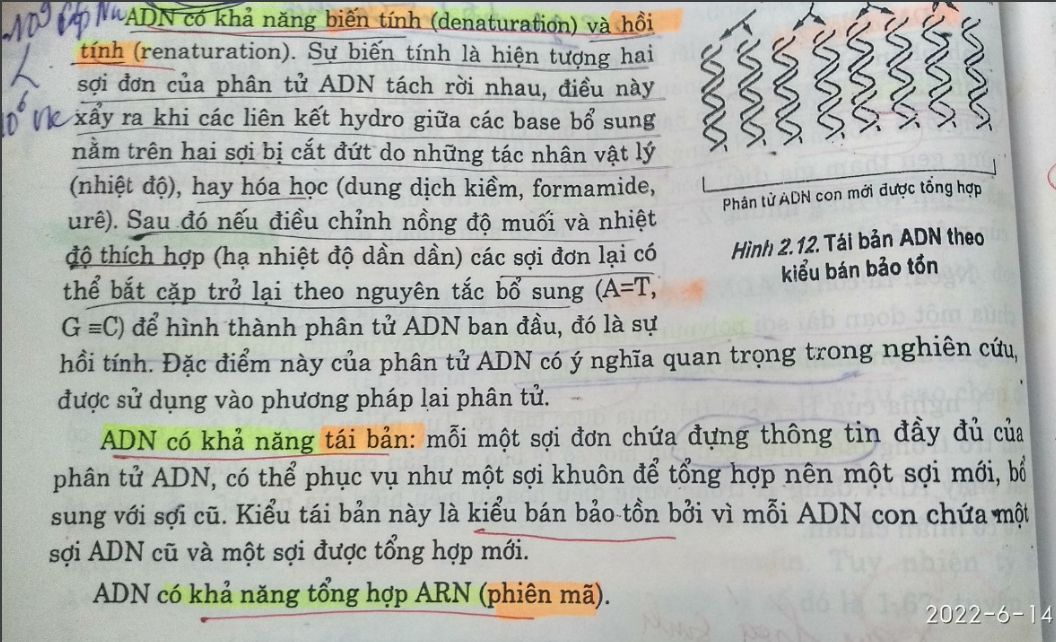 ADN có khả năng biến tính (denaturation) và hồi
tính (renaturation). Sự biến tính là hiện tượng hai
sợi đơn của phân tử ADN tách rời nhau, điều này
xẩy ra khi các liên kết hydro giữa các base bổ sung
nằm trên hai sợi bị cắt đứt do những tác nhân vật lý
(nhiệt độ), hay hóa học (dung dịch kiềm, formamide,
urê). Sau đó nếu điều chỉnh nồng độ muối và nhiệt
độ thích hợp (hạ nhiệt độ dần dần) các sợi đơn lại có
thể bắt cặp trở lại theo nguyên tắc bổ sung (A=T,
G ≡C) để hình thành phân tử ADN ban đầu, đó là sự
hồi tính. Đặc điểm này của phân tử ADN có ý nghĩa quan trọng trong nghiên cứu,
được sử dụng vào phương pháp lại phân tử.
Phân tử ADN con mới được tổng hợp
Hình 2.12. Tái bản ADN theo
kiểu bán bảo tồn
ADN có khả năng tái bản: mỗi một sợi đơn chứa đựng thông tin đầy đủ của
phân tử ADN, có thể phục vụ như một sợi khuôn để tổng hợp nên một sợi mới, bổ
sung với sợi cũ. Kiểu tái bản này là kiểu bán bảo tồn bởi vì mỗi ADN con chứa một
sợi ADN cũ và một sợi được tổng hợp mới.
ADN có khả năng tổng hợp ARN (phiên mã).
2022-6-14